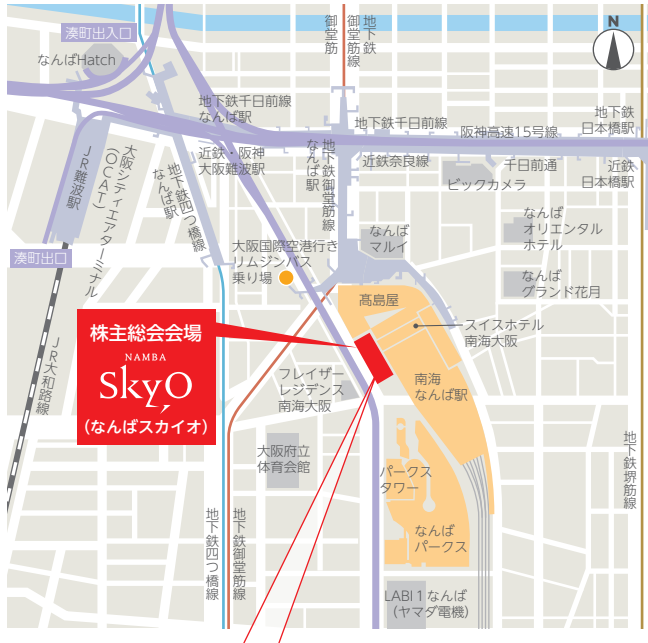 湊町出入口
なんばHatch
御堂筋
地下鉄
御堂筋線
N
地下鉄千日前線
なんば駅
地下鉄千日前線
阪神高速15号線
地下鉄
日本橋駅
近鉄・阪神
大阪難波駅
地下鉄御堂筋線
なんば駅
近鉄奈良線
千日前通
近鉄
日本橋駅
ビックカメラ
JR難波駅
大阪シティエアターミナル
(OCAT)
地下鉄四つ橋線
なんば駅
なんば
マルイ
なんば
オリエンタル
ホテル
大阪国際空港行き
リムジンバス
乗り場
湊町出口
なんば
グランド花月
髙島屋
スイスホテル
南海大阪
株主総会会場
NAMBA
SkyO
(なんばスカイオ)
JR大和路線
フレイザー
レジデンス
南海大阪
南海
なんば駅
大阪府立
体育会館
パークス
タワー
地下鉄堺筋線
なんば
パークス
地下鉄四つ橋線
地下鉄御堂筋線
LABI1なんば
(ヤマダ電機)